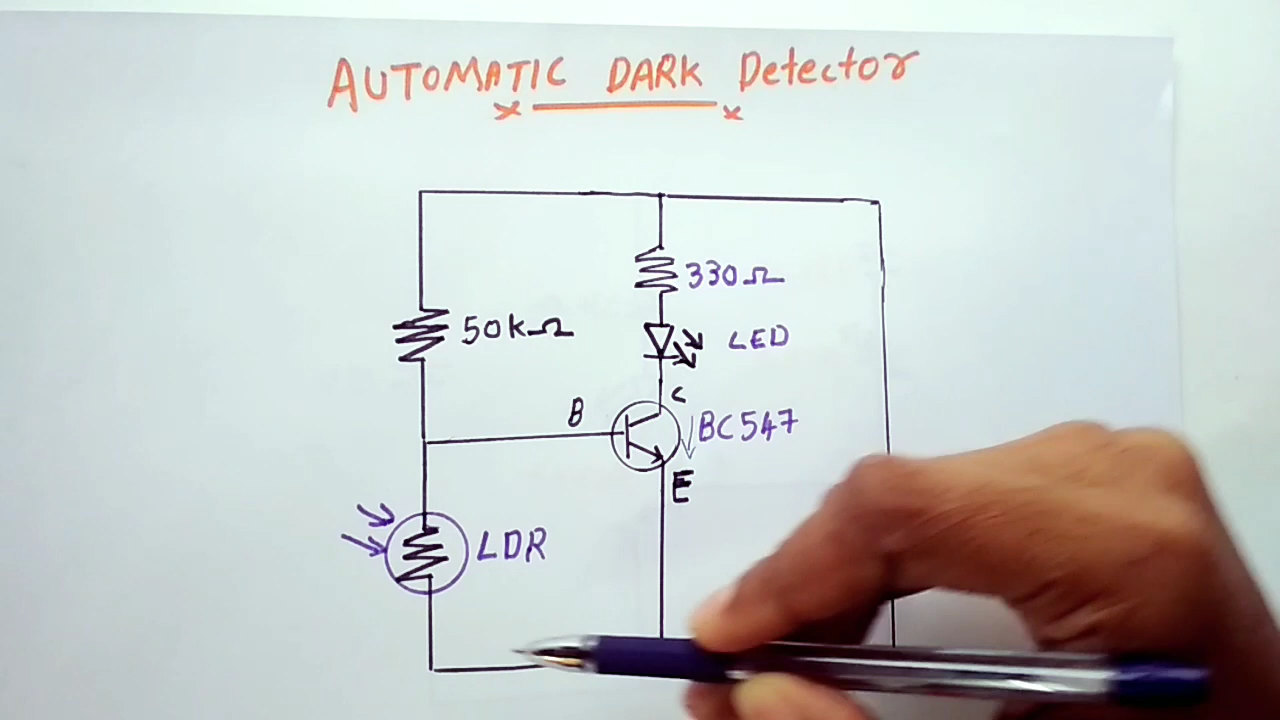 AUTOMATIC DARK Detector
330Ω
50kΩ
LED
C
B
BC547
E
LDR